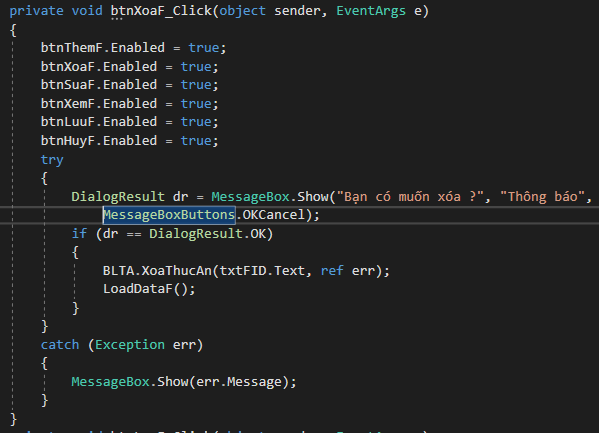 private void btnXoaF_Click(object sender, EventArgs e)
{
btnThemF.Enabled = true;
btnXoaF.Enabled = true;
btnSuaF.Enabled = true;
btnXemF.Enabled = true;
btnLuuF.Enabled = true;
btnHuyF.Enabled = true;
try
{
DialogResult dr = MessageBox.Show("Bạn có muốn xóa ?", "Thông báo",
MessageBoxButtons.OKCancel);
if (dr == DialogResult.OK)
{
BLTA.XoaThucAn(txtFID.Text, ref err);
LoadDataF();
}
}
catch (Exception err)
{
MessageBox.Show(err.Message);
}
}